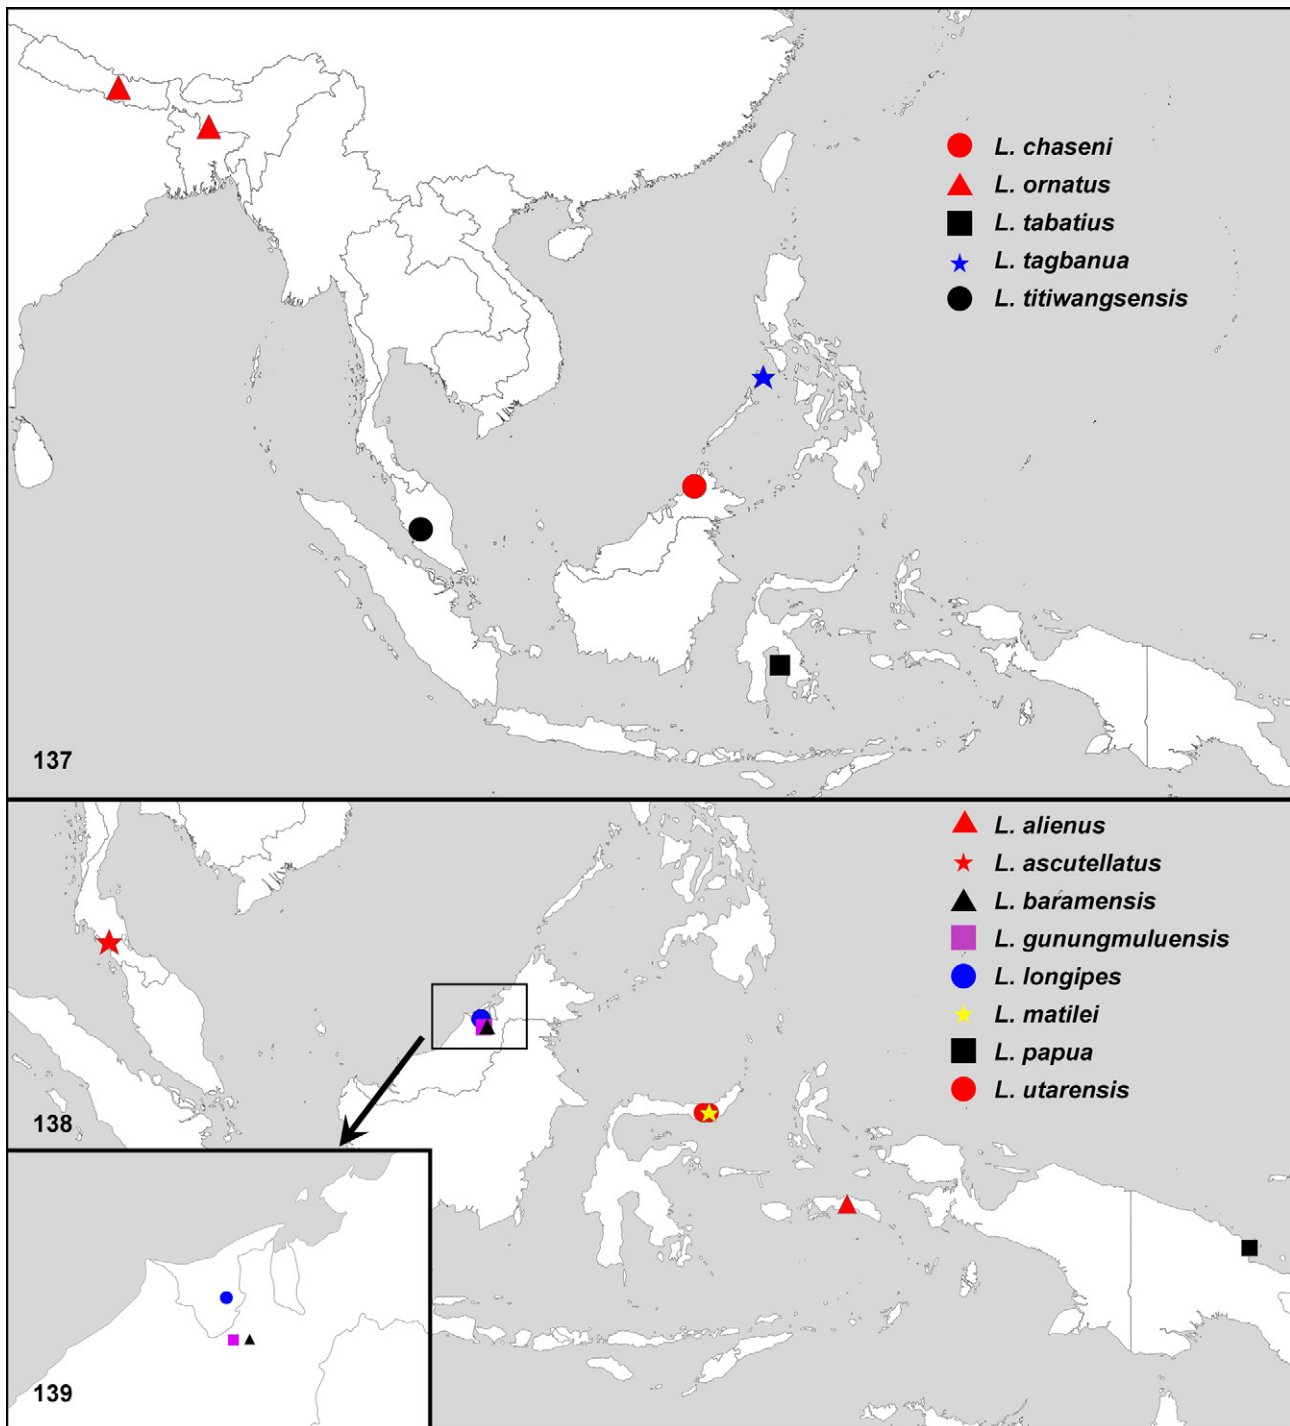 L. chaseni
L. ornatus
L. tabatius
L. tagbanua
L. titiwangsensis
137
L. alienus
L. ascutellatus
L. baramensis
L. gunungmuluensis
L. longipes
L. matilei
L. papua
L. utarensis
138
139